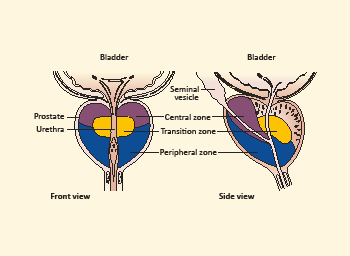 Bladder
Bladder
Seminal
vesicle
Prostate
Central zone
Urethra
Transition zone
Peripheral zone
Front view
Side view